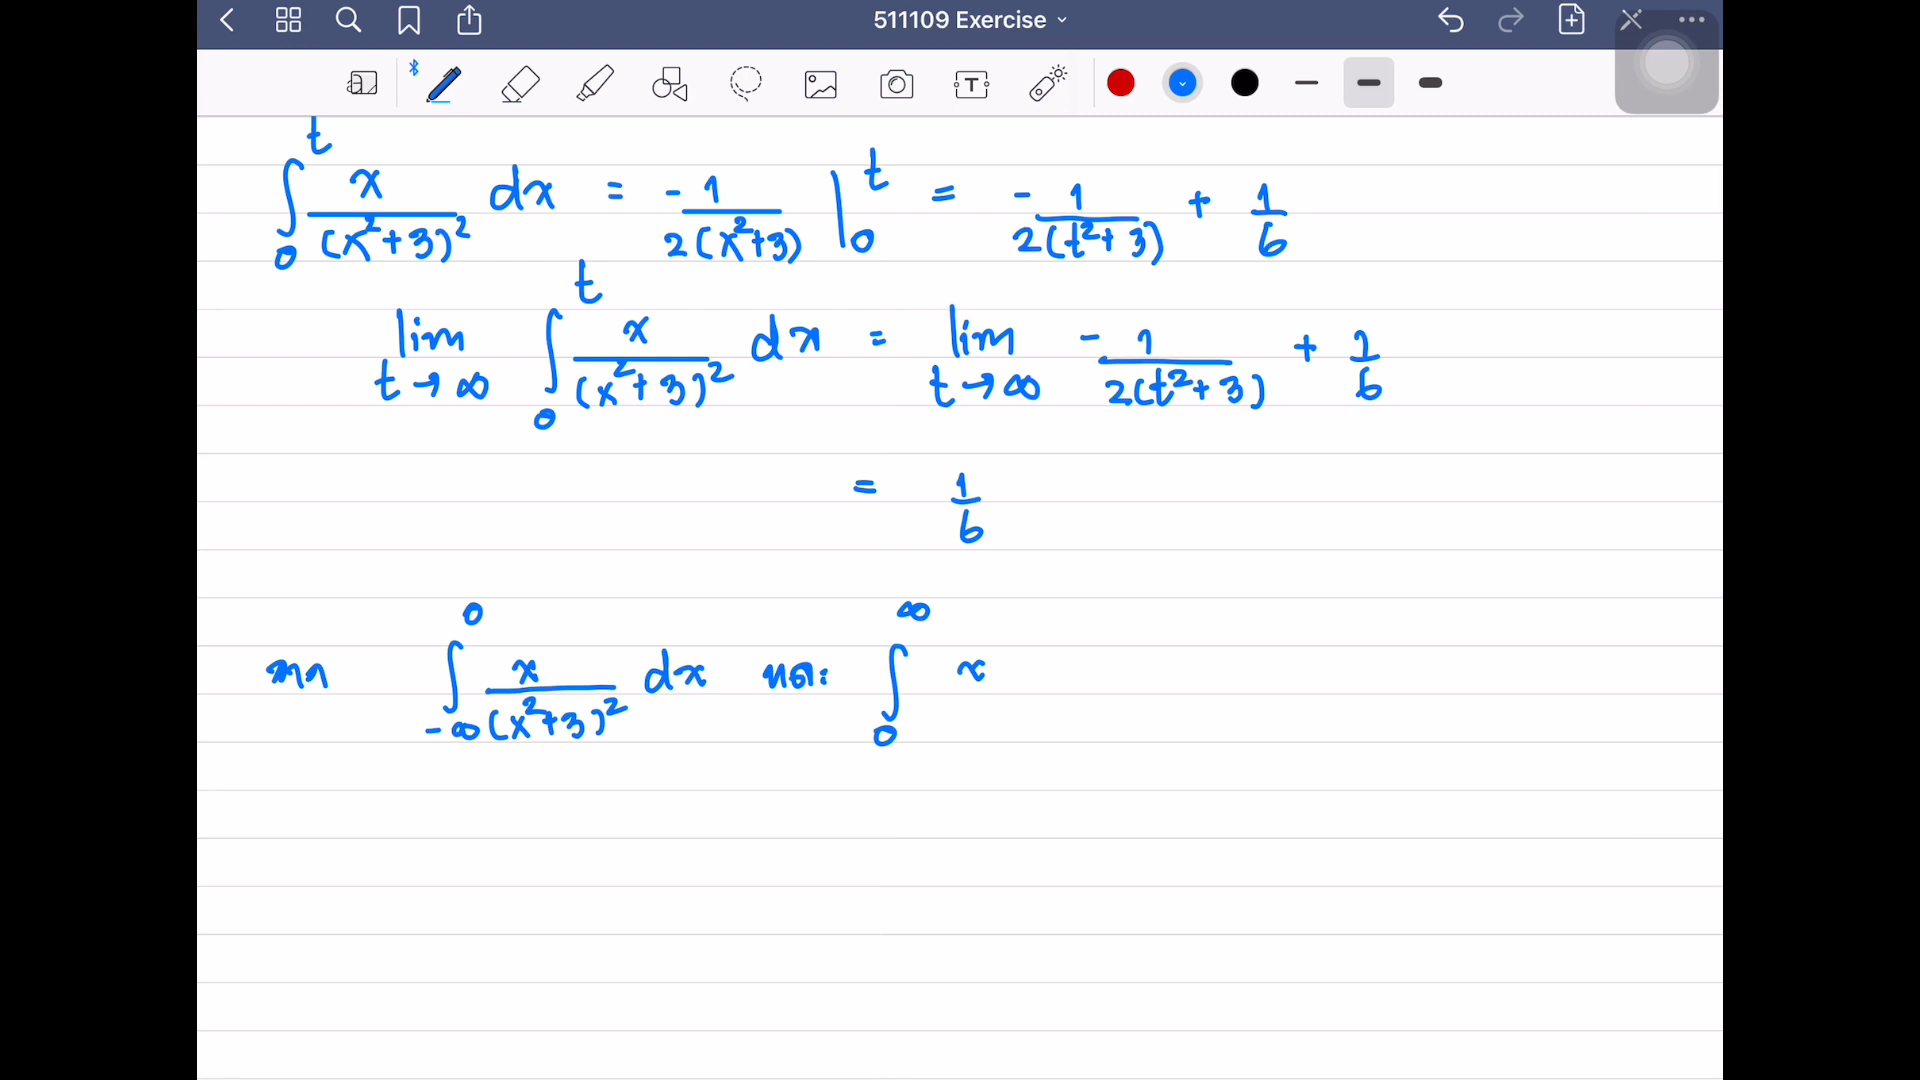 511109 Exercise
∫₀ᵗ x/(x²+3)² dx = -1/2(x²+3) |₀ᵗ = -1/2(t²+3) + 1/6
lim t→∞ ∫₀ᵗ x/(x²+3)² dx = lim t→∞ -1/2(t²+3) + 1/6
= 1/6
จาก ∫_{-∞}^0 x/(x²+3)² dx และ ∫₀^∞ x